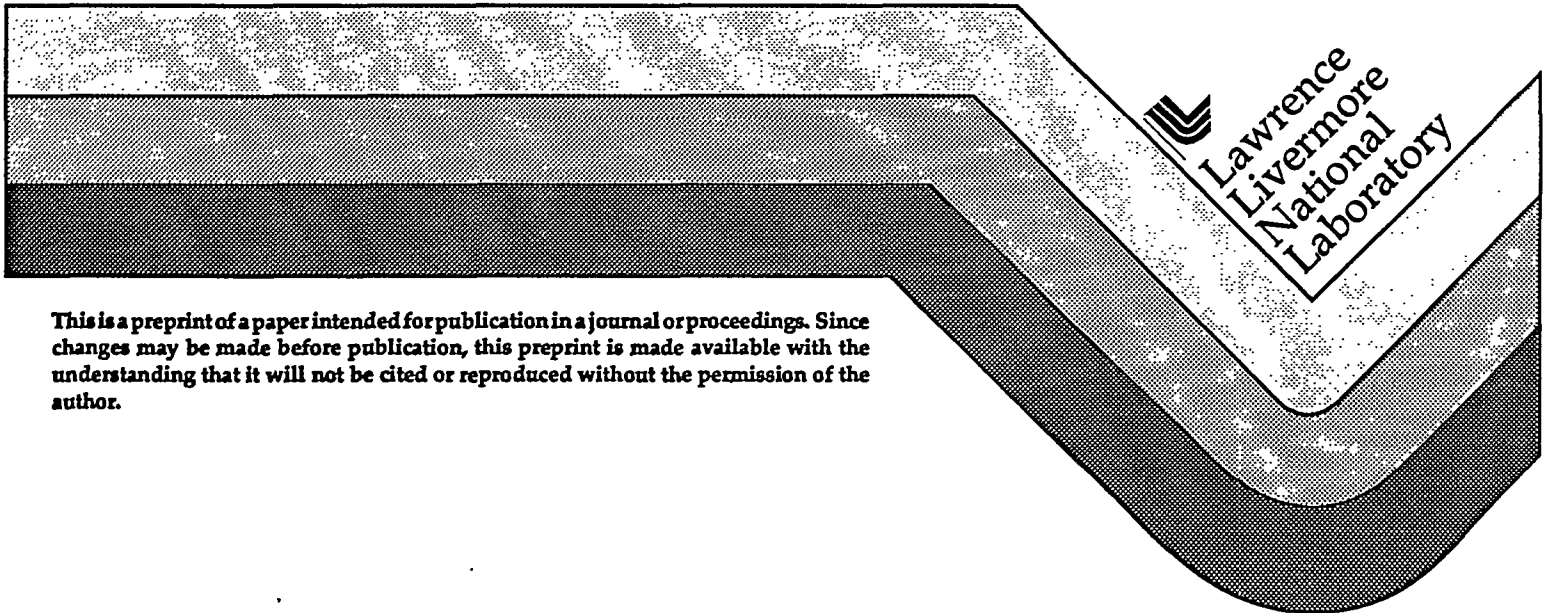 Lawrence
Livermore
National
Laboratory
This is a preprint of a paper intended for publication in a journal or proceedings. Since
changes may be made before publication, this preprint is made available with the
understanding that it will not be cited or reproduced without the permission of the
author.